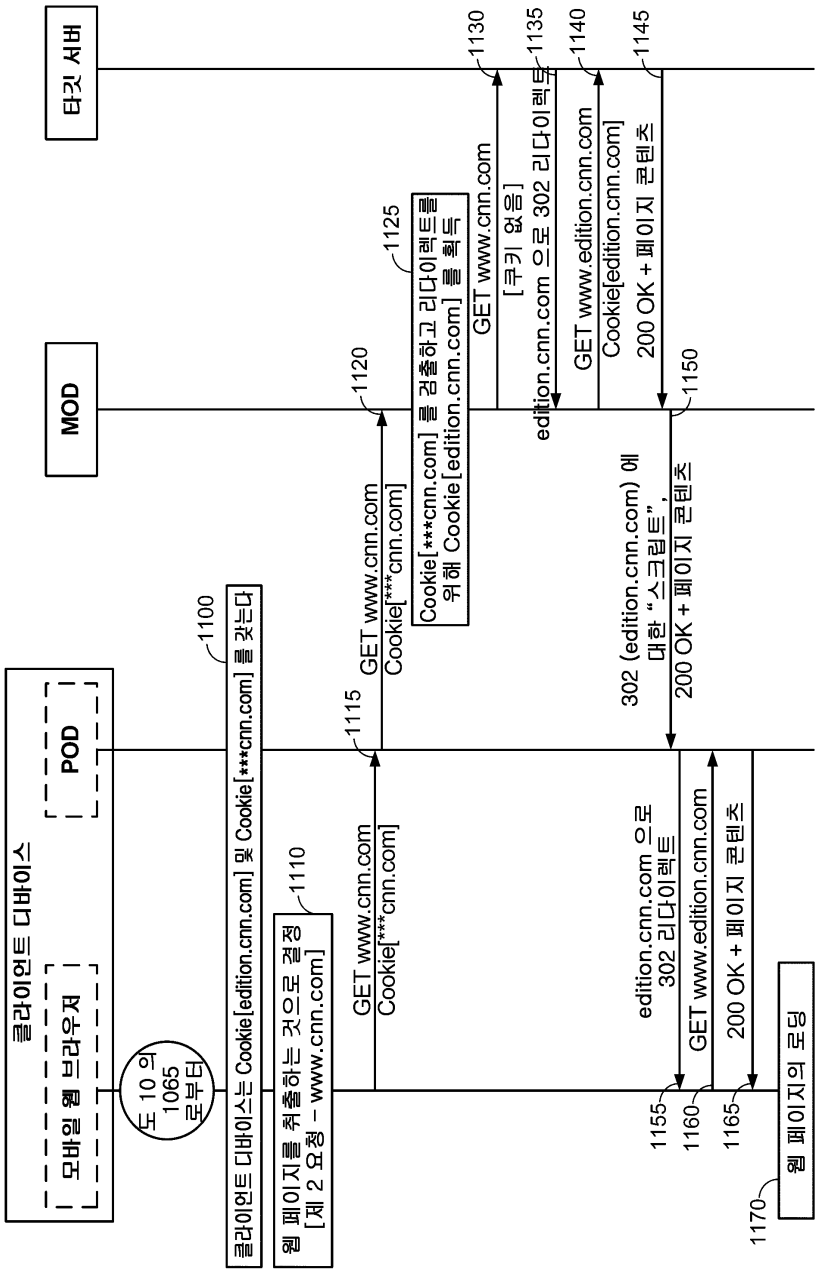 클라이언트 디바이스
모바일 웹 브라우저
POD
MOD
타깃 서버
도 10 의
1065
로부터
1100
클라이언트 디바이스는 Cookie[edition.cnn.com] 및 Cookie[***cnn.com] 를 갖는다
웹 페이지를 취출하는 것으로 결정
[제 2 요청 – www.cnn.com]
1110
GET www.cnn.com
Cookie[***cnn.com]
1115
GET www.cnn.com
Cookie[***cnn.com]
1120
Cookie[***cnn.com] 를 검출하고 리다이렉트를
위해 Cookie[edition.cnn.com] 를 획득
1125
GET www.cnn.com
[쿠키 없음]
1130
edition.cnn.com 으로 302 리다이렉트
1135
GET www.edition.cnn.com
Cookie[edition.cnn.com]
1140
200 OK + 페이지 콘텐츠
1145
302 (edition.cnn.com) 에
대한 “스크립트”,
200 OK + 페이지 콘텐츠
1150
edition.cnn.com 으로
302 리다이렉트
1155
GET www.edition.cnn.com
1160
200 OK + 페이지 콘텐츠
1165
웹 페이지의 로딩
1170